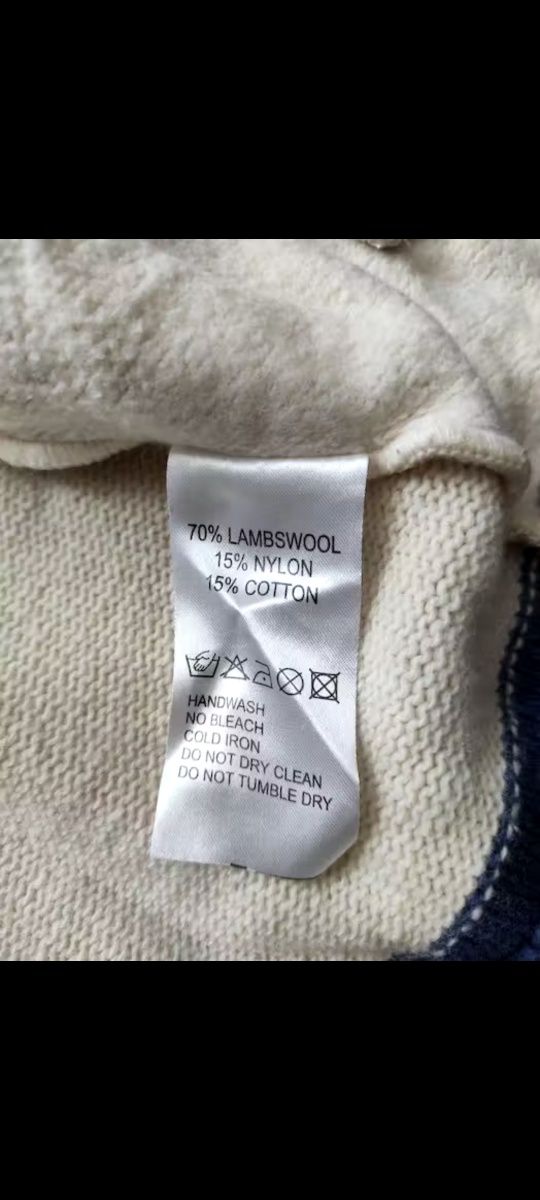 70% LAMBSWOOL
15% NYLON
15% COTTON
HANDWASH
NO BLEACH
COLD IRON
DO NOT DRY CLEAN
DO NOT TUMBLE DRY